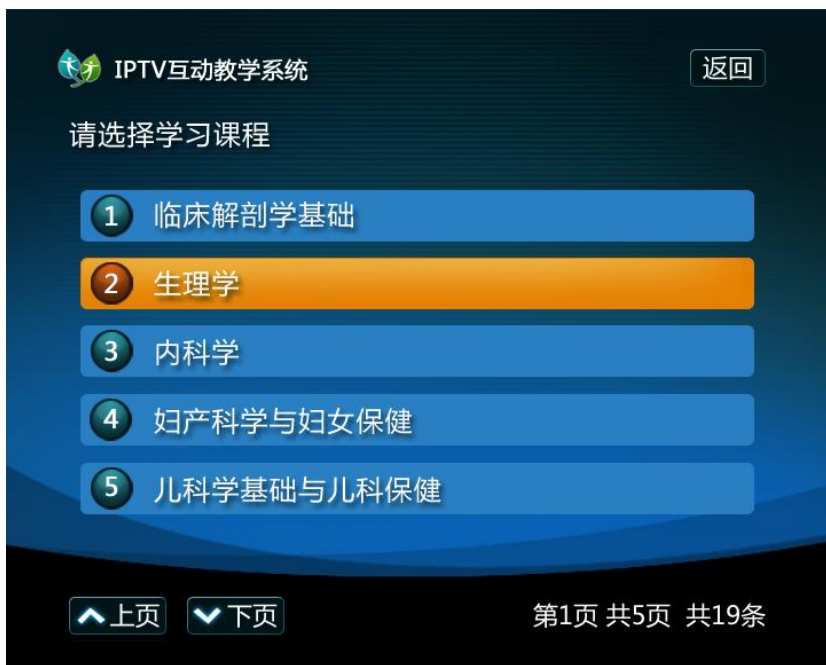 IPTV互动教学系统
返回
请选择学习课程
1 临床解剖学基础
2 生理学
3 内科学
4 妇产科学与妇女保健
5 儿科学基础与儿科保健
上页 下页 第1页 共5页 共19条